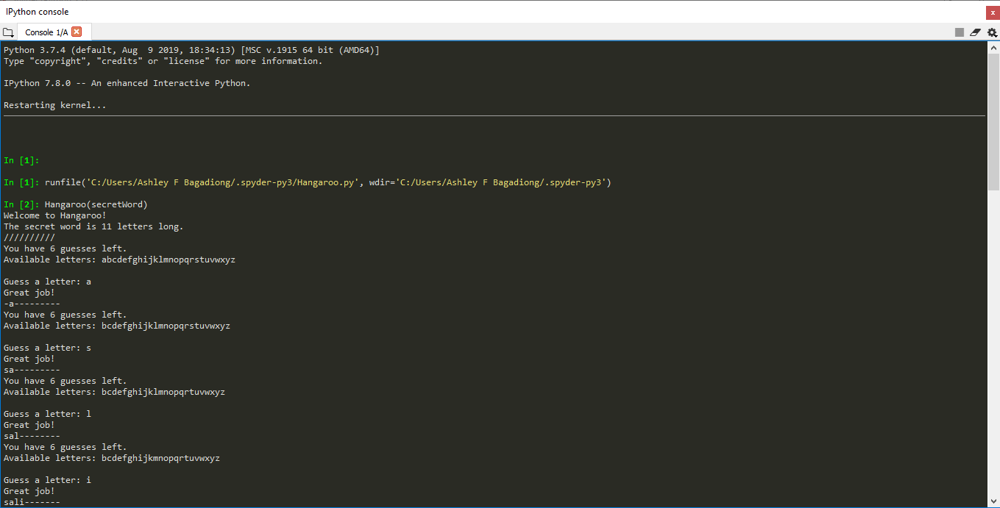 IPython console
Console 1/A
Python 3.7.4 (default, Aug  9 2019, 18:34:13) [MSC v.1915 64 bit (AMD64)]
Type "copyright", "credits" or "license" for more information.
IPython 7.8.0 -- An enhanced Interactive Python.
Restarting kernel...
In [1]:
In [1]: runfile('C:/Users/Ashley F Bagadiong/.spyder-py3/Hangaroo.py', wdir='C:/Users/Ashley F Bagadiong/.spyder-py3')
In [2]: Hangaroo(secretWord)
Welcome to Hangaroo!
The secret word is 11 letters long.
//////////
You have 6 guesses left.
Available letters: abcdefghijklmnopqrstuvwxyz
Guess a letter: a
Great job!
-a---------
You have 6 guesses left.
Available letters: bcdefghijklmnopqrstuvwxyz
Guess a letter: s
Great job!
sa---------
You have 6 guesses left.
Available letters: bcdefghijklmnopqrtuvwxyz
Guess a letter: l
Great job!
sal--------
You have 6 guesses left.
Available letters: bcdefghijkmnopqrtuvwxyz
Guess a letter: i
Great job!
sali-------